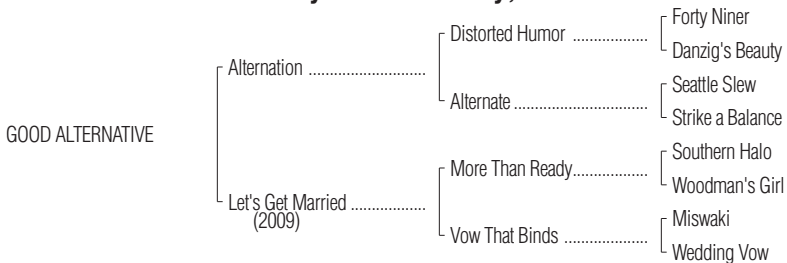 Forty Niner
Distorted Humor ..................
Danzig's Beauty
Alternation ............................
Seattle Slew
Alternate ................................
Strike a Balance
GOOD ALTERNATIVE
Southern Halo
More Than Ready..................
Woodman's Girl
Let's Get Married ..................
(2009)
Miswaki
Vow That Binds ....................
Wedding Vow